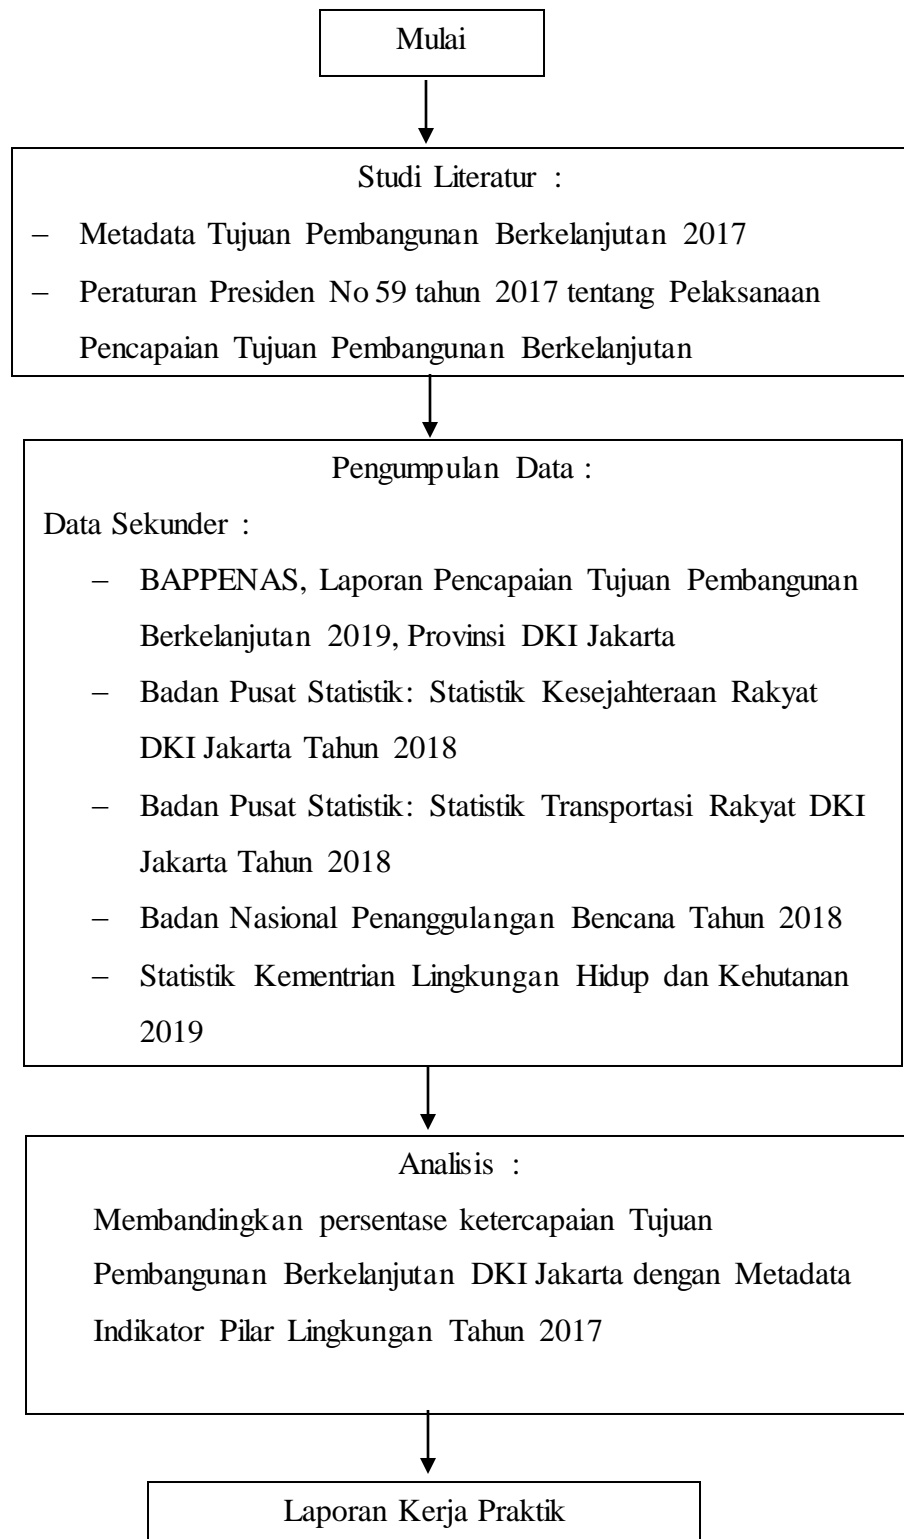 Mulai
Studi Literatur :
– Metadata Tujuan Pembangunan Berkelanjutan 2017
– Peraturan Presiden No 59 tahun 2017 tentang Pelaksanaan
Pencapaian Tujuan Pembangunan Berkelanjutan
Pengumpulan Data :
Data Sekunder :
– BAPPENAS, Laporan Pencapaian Tujuan Pembangunan
Berkelanjutan 2019, Provinsi DKI Jakarta
– Badan Pusat Statistik: Statistik Kesejahteraan Rakyat
DKI Jakarta Tahun 2018
– Badan Pusat Statistik: Statistik Transportasi Rakyat DKI
Jakarta Tahun 2018
– Badan Nasional Penanggulangan Bencana Tahun 2018
– Statistik Kementrian Lingkungan Hidup dan Kehutanan
2019
Analisis :
Membandingkan persentase ketercapaian Tujuan
Pembangunan Berkelanjutan DKI Jakarta dengan Metadata
Indikator Pilar Lingkungan Tahun 2017
Laporan Kerja Praktik